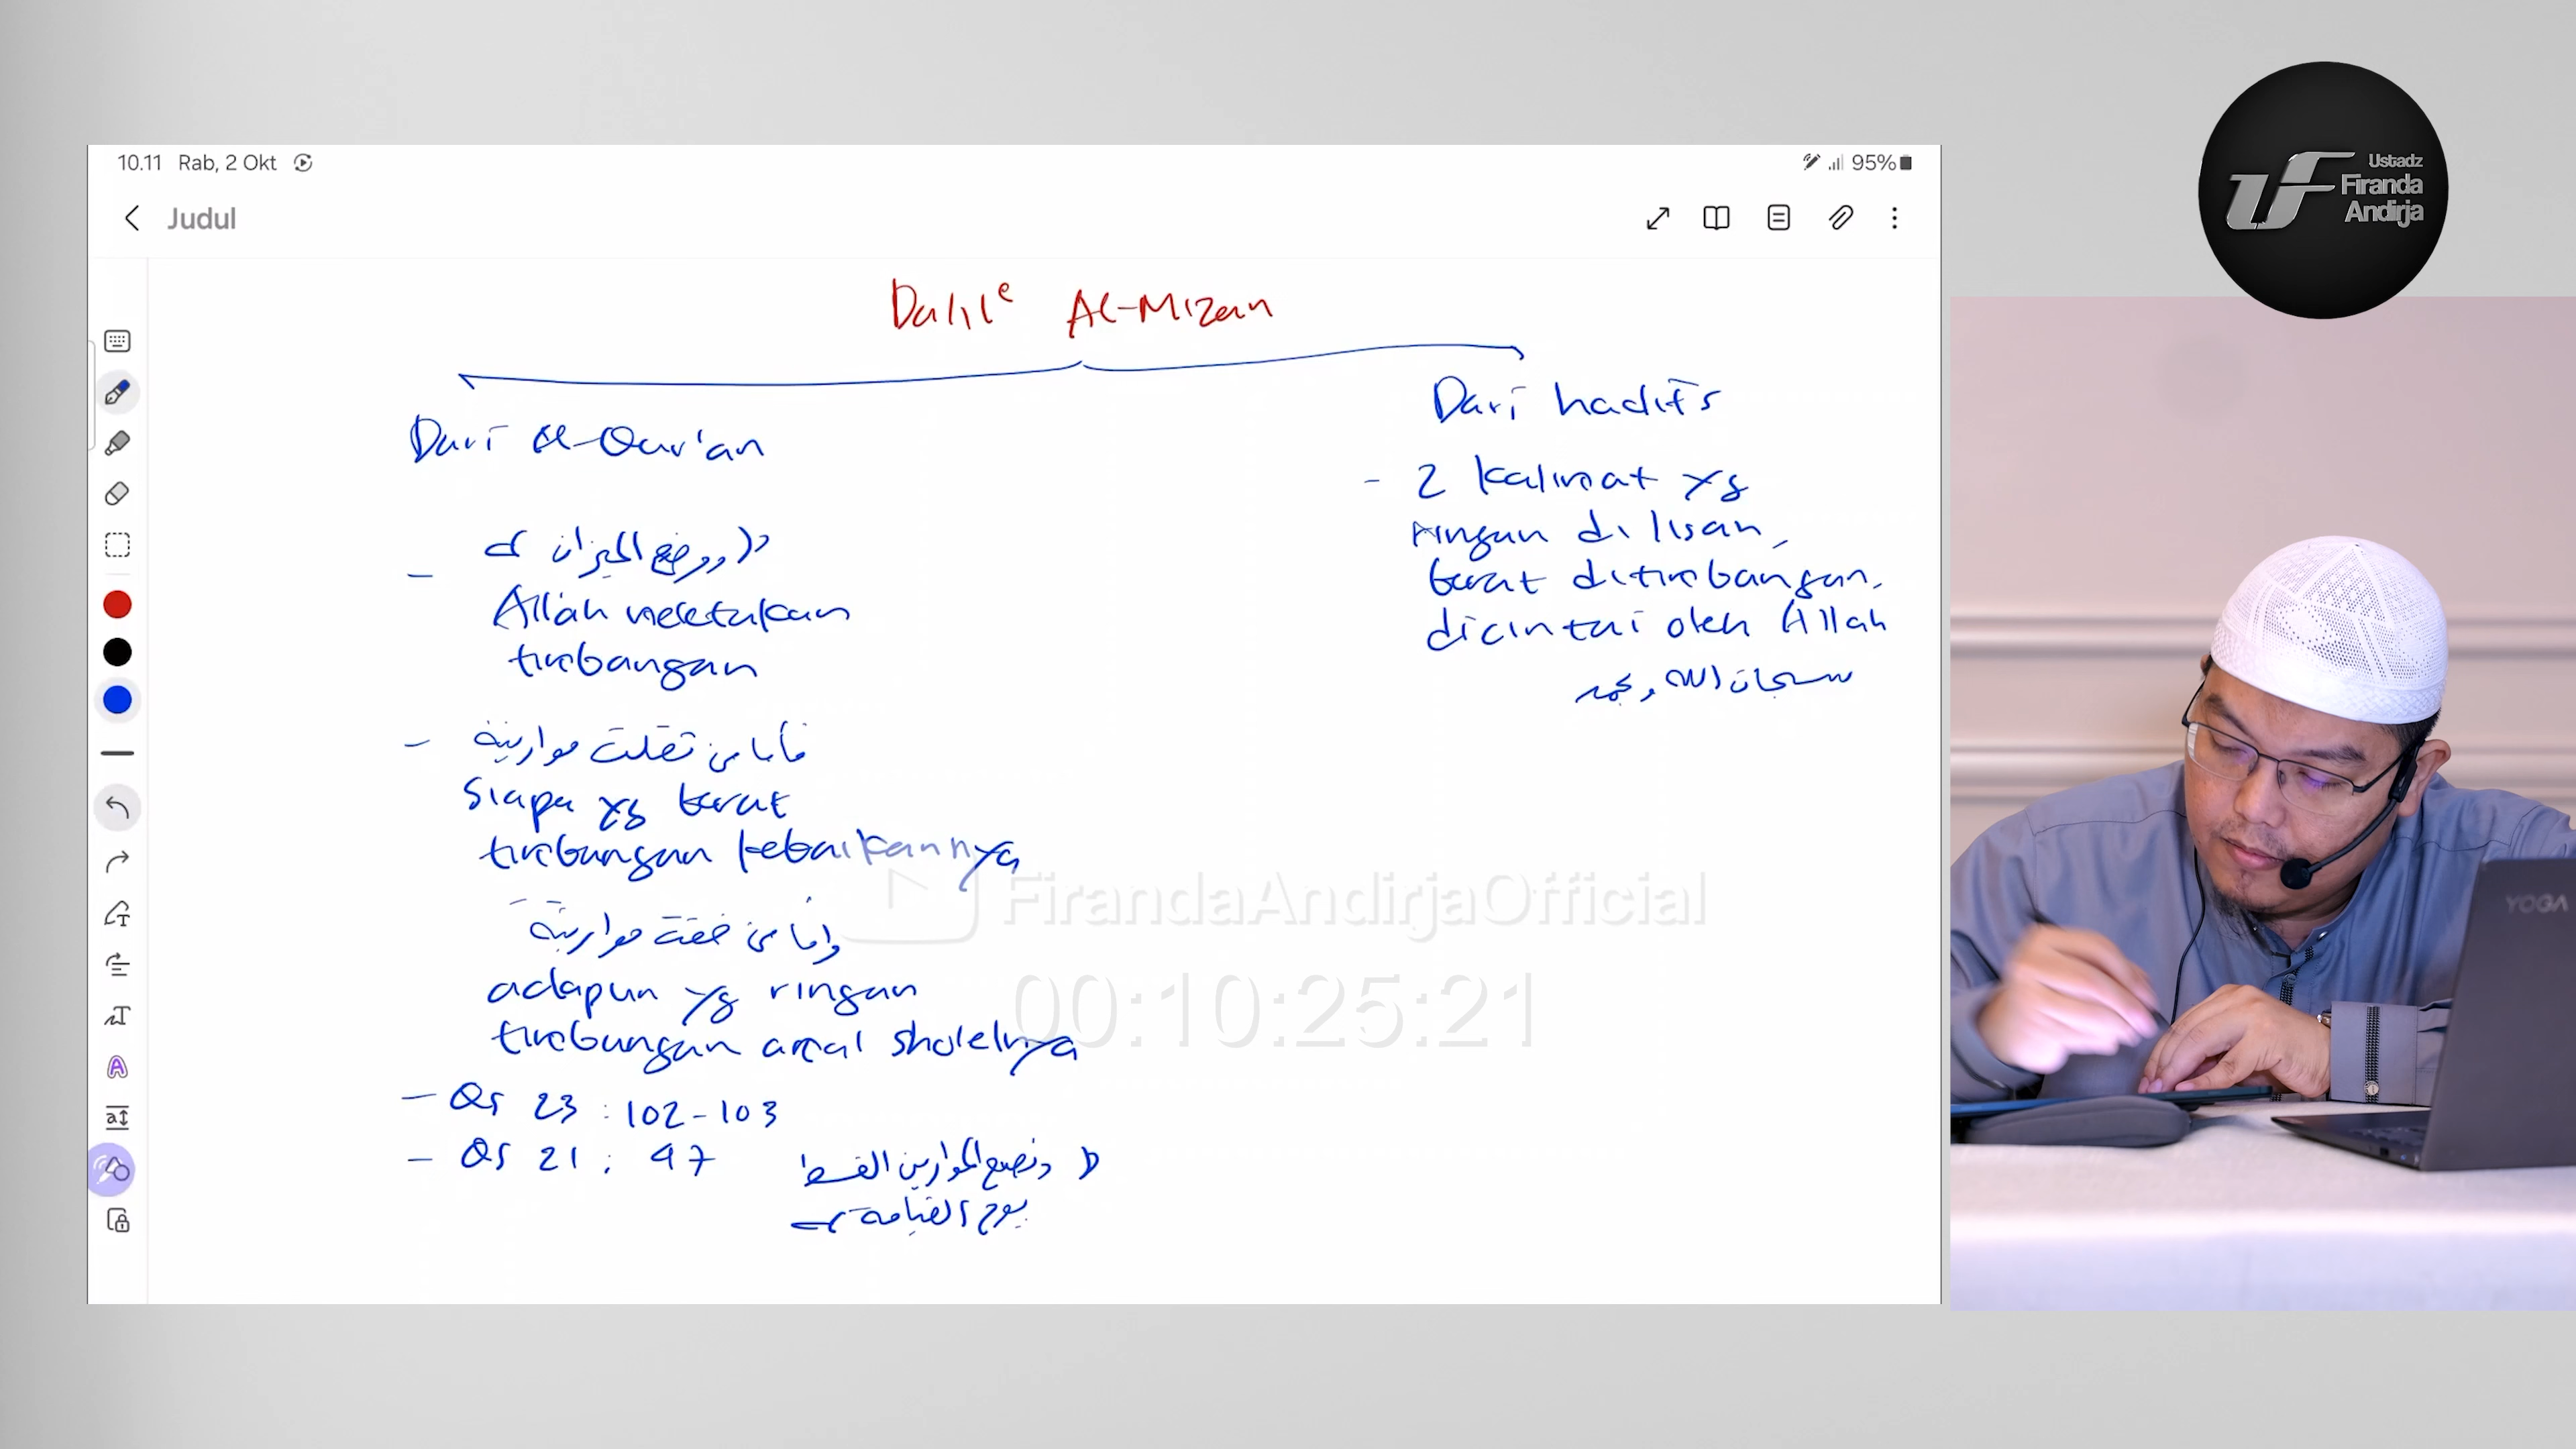 10.11 Rab, 2 Okt
95%
Judul
Ustadz
Firanda
Andirja
Dalil² Al-Mizan
Dari Al-Qur'an
- ((ووضع الميزان))
Allah meletakan
timbangan
- فأما من ثقلت موازينه
Siapa yg berat
timbangan kebaikannya
وأما من خفت موازينه
adapun yg ringan
timbangan amal sholehnya
- QS 23 : 102-103
- QS 21 : 47 ((ونضع الموازين القسط
يوم القيامة))
Dari hadits
- 2 kalimat yg
ringan di lisan,
berat ditimbangan,
dicintai oleh Allah
سبحان الله وبحمده
FirandaAndirjaOfficial
00:10:25:21
YOGA